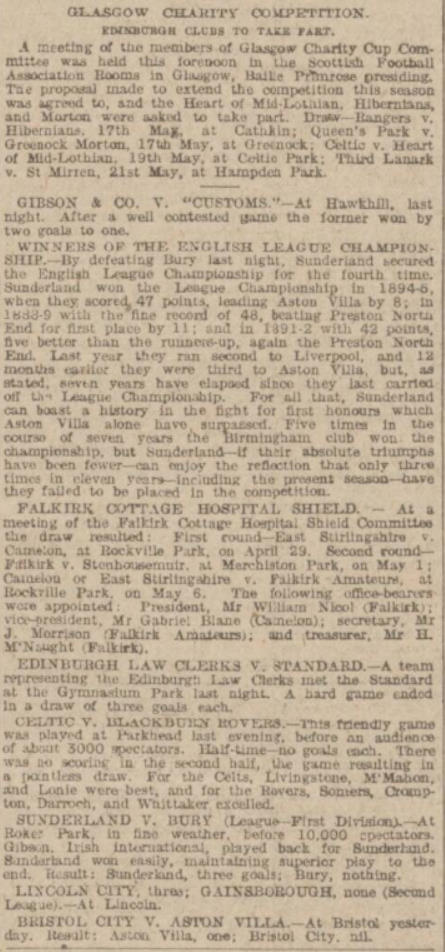 GLASGOW CHARITY COMPETITION.
EDINBURGH CLUBS TO TAKE PART.
A meeting of the members of Glasgow Charity Cup Com-
mittee was held this forenoon in the Scottish Football
Association Rooms in Glasgow, Bailie Primrose presiding.
The proposal made to extend the competition this season
was agreed to, and the Heart of Mid-Lothian, Hibernians,
and Morton were asked to take part. Draw—Rangers v.
Hibernians, 17th May, at Cathkin; Queen's Park v.
Greenock Morton, 17th May, at Greenock; Celtic v. Heart
of Mid-Lothian, 19th May, at Celtic Park; Third Lanark
v. St Mirren, 21st May, at Hampden Park.
GIBSON & CO. V. "CUSTOMS."—At Hawkhill, last
night. After a well contested game the former won by
two goals to one.
WINNERS OF THE ENGLISH LEAGUE CHAMPION-
SHIP.—By defeating Bury last night, Sunderland secured
the English League Championship for the fourth time.
Sunderland won the League Championship in 1894-5,
when they scored 47 points, leading Aston Villa by 8; in
1888-9 with the fine record of 48, beating Preston North
End for first place by 11; and in 1891-2 with 42 points,
five better than the runners-up, again the Preston North
End. Last year they ran second to Liverpool, and 12
months earlier they were third to Aston Villa, but, as
stated, seven years have elapsed since they last carried
off the League Championship. For all that, Sunderland
can boast a history in the fight for first honours which
Aston Villa alone have surpassed. Five times in the
course of seven years the Birmingham club won the
championship, but Sunderland—if their absolute triumphs
have been fewer—can enjoy the reflection that only three
times in eleven years—including the present season—have
they failed to be placed in the competition.
FALKIRK COTTAGE HOSPITAL SHIELD. — At a
meeting of the Falkirk Cottage Hospital Shield Committee
the draw resulted: First round—East Stirlingshire v.
Camelon, at Rockville Park, on April 29. Second round—
Falkirk v. Stenhousemuir, at Merchiston Park, on May 1;
Camelon or East Stirlingshire v. Falkirk Amateurs, at
Rockville Park, on May 6. The following office-bearers
were appointed: President, Mr William Nicol (Falkirk);
vice-president, Mr Gabriel Blane (Camelon); secretary, Mr
J. Morrison (Falkirk Amateurs); and treasurer, Mr H.
M'Naught (Falkirk).
EDINBURGH LAW CLERKS V. STANDARD.—A team
representing the Edinburgh Law Clerks met the Standard
at the Gymnasium Park last night. A hard game ended
in a draw of three goals each.
CELTIC V. BLACKBURN ROVERS.—This friendly game
was played at Parkhead last evening, before an audience
of about 3000 spectators. Half-time—no goals each. There
was no scoring in the second half, the game resulting in
a pointless draw. For the Celts, Livingstone, M'Mahon,
and Lonie were best, and for the Rovers, Somers, Cromp-
ton, Darroch, and Whittaker excelled.
SUNDERLAND V. BURY (League—First Division).—At
Roker Park, in fine weather, before 10,000 spectators.
Gibson, Irish international, played back for Sunderland.
Sunderland won easily, maintaining superior play to the
end. Result: Sunderland, three goals; Bury, nothing.
LINCOLN CITY, three; GAINSBOROUGH, none (Second
League).—At Lincoln.
BRISTOL CITY V. ASTON VILLA.—At Bristol yester-
day. Result: Aston Villa, one; Bristol City, nil.